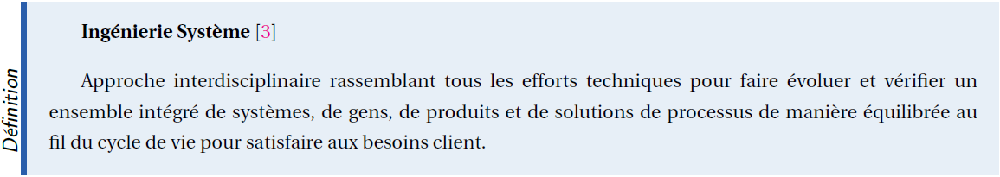 Définition
Ingénierie Système [3]
Approche interdisciplinaire rassemblant tous les efforts techniques pour faire évoluer et vérifier un
ensemble intégré de systèmes, de gens, de produits et de solutions de processus de manière équilibrée au
fil du cycle de vie pour satisfaire aux besoins client.